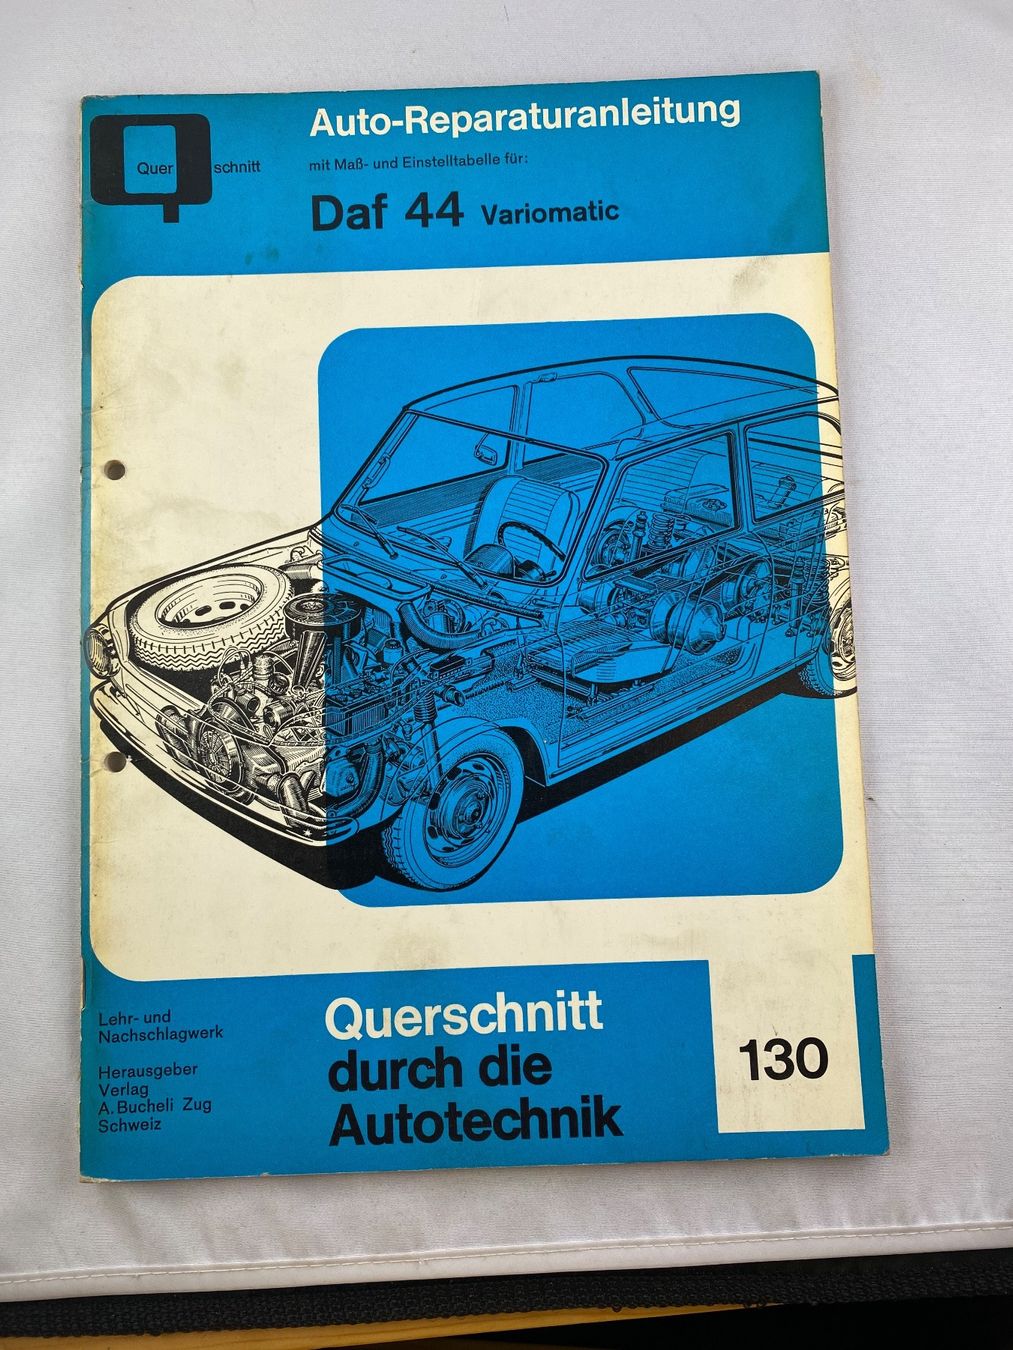 Quer schnitt
Auto-Reparaturanleitung
mit Maß- und Einstelltabelle für:
Daf 44 Variomatic
Lehr- und
Nachschlagwerk
Herausgeber
Verlag
A. Bucheli Zug
Schweiz
Querschnitt
durch die
Autotechnik
130